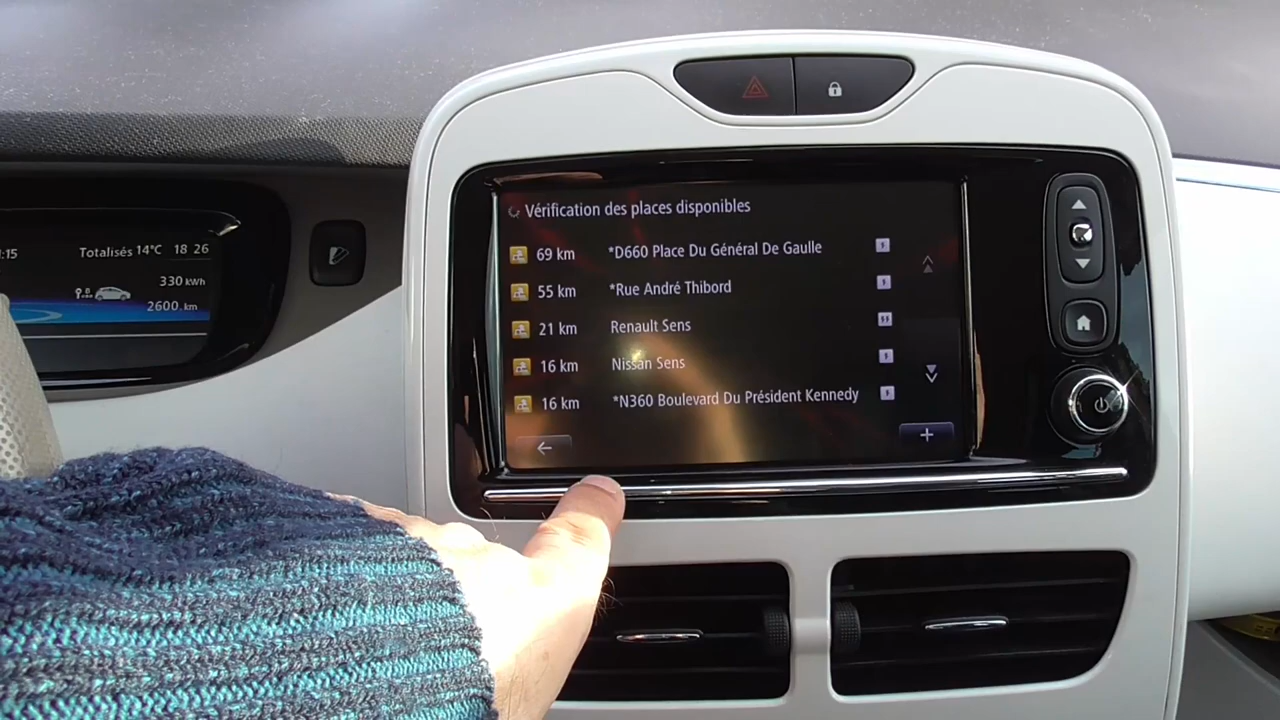 :15 Totalisés 14°C 18 26
330 kWh
2600. km
Vérification des places disponibles
69 km *D660 Place Du Général De Gaulle
55 km *Rue André Thibord
21 km Renault Sens
16 km Nissan Sens
16 km *N360 Boulevard Du Président Kennedy